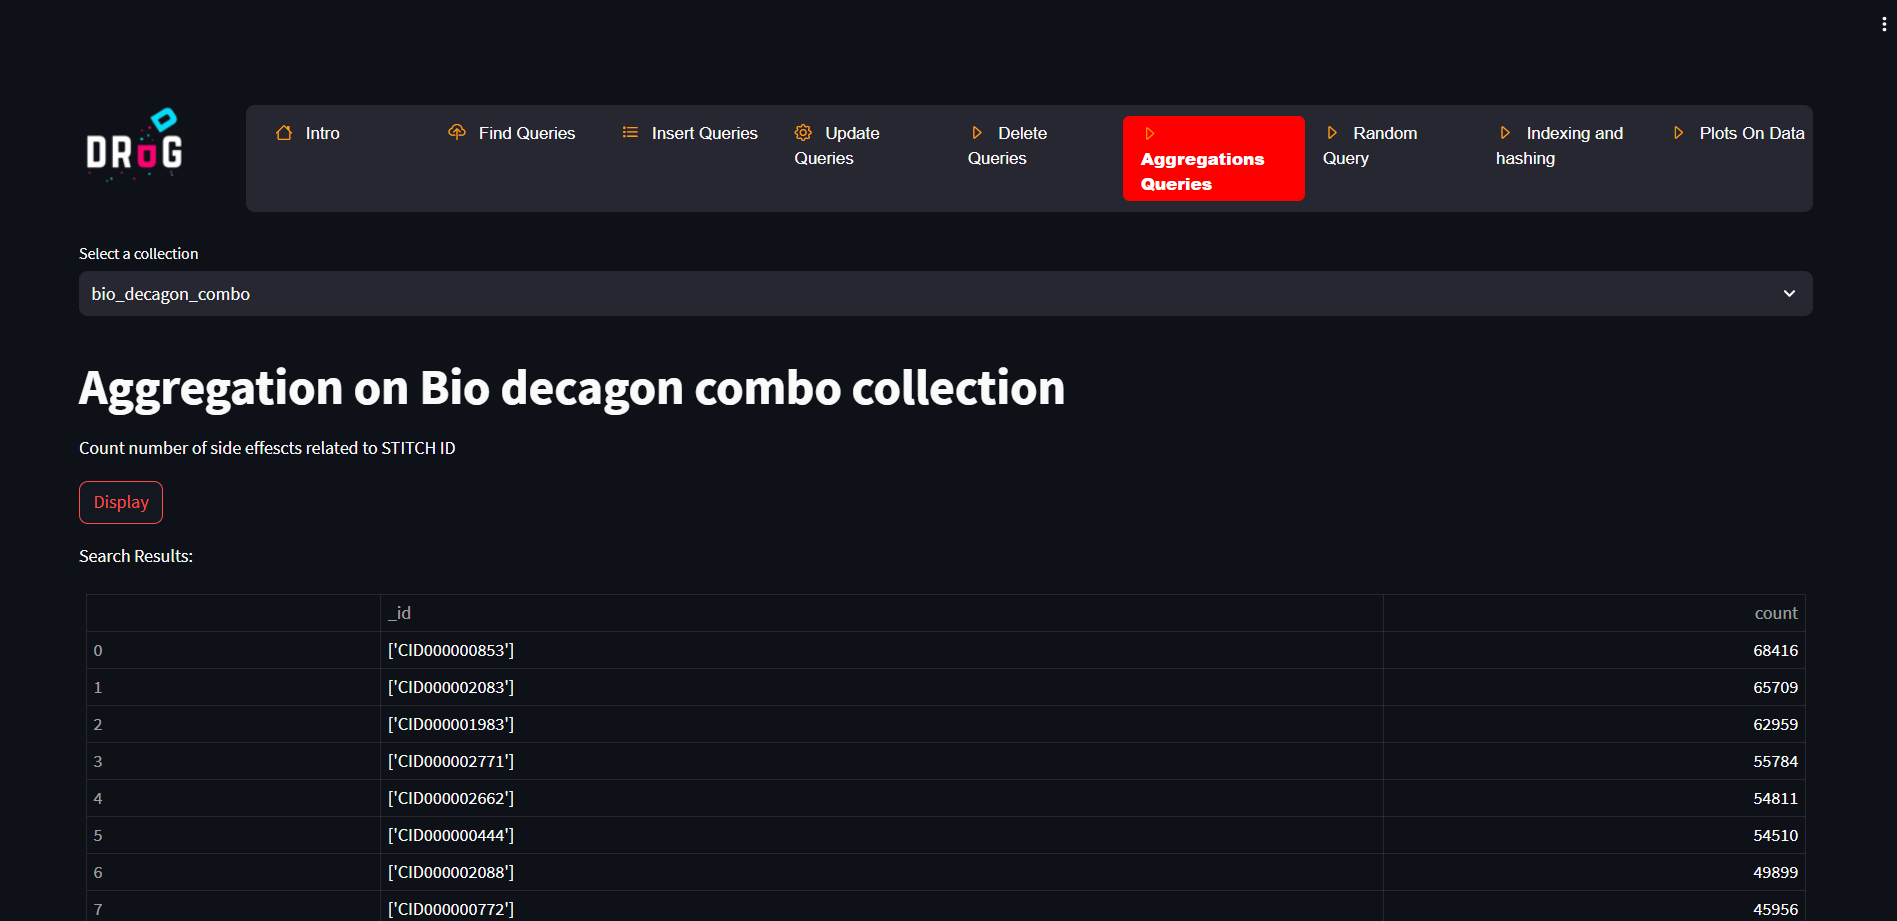 DRUG
Intro
Find Queries
Insert Queries
Update
Queries
Delete
Queries
Aggregations
Queries
Random
Query
Indexing and
hashing
Plots On Data
Select a collection
bio_decagon_combo
Aggregation on Bio decagon combo collection
Count number of side effescts related to STITCH ID
Display
Search Results:
_id count
0 ['CID000000853'] 68416
1 ['CID000002083'] 65709
2 ['CID000001983'] 62959
3 ['CID000002771'] 55784
4 ['CID000002662'] 54811
5 ['CID000000444'] 54510
6 ['CID000002088'] 49899
7 ['CID000000772'] 45956